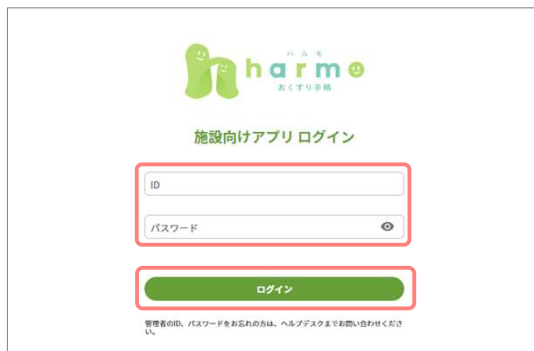 ハルモ
harmo
おくすり手帳
施設向けアプリ ログイン
ID
パスワード
ログイン
管理者のID、パスワードをお忘れの方は、ヘルプデスクまでお問い合わせくださ
い。